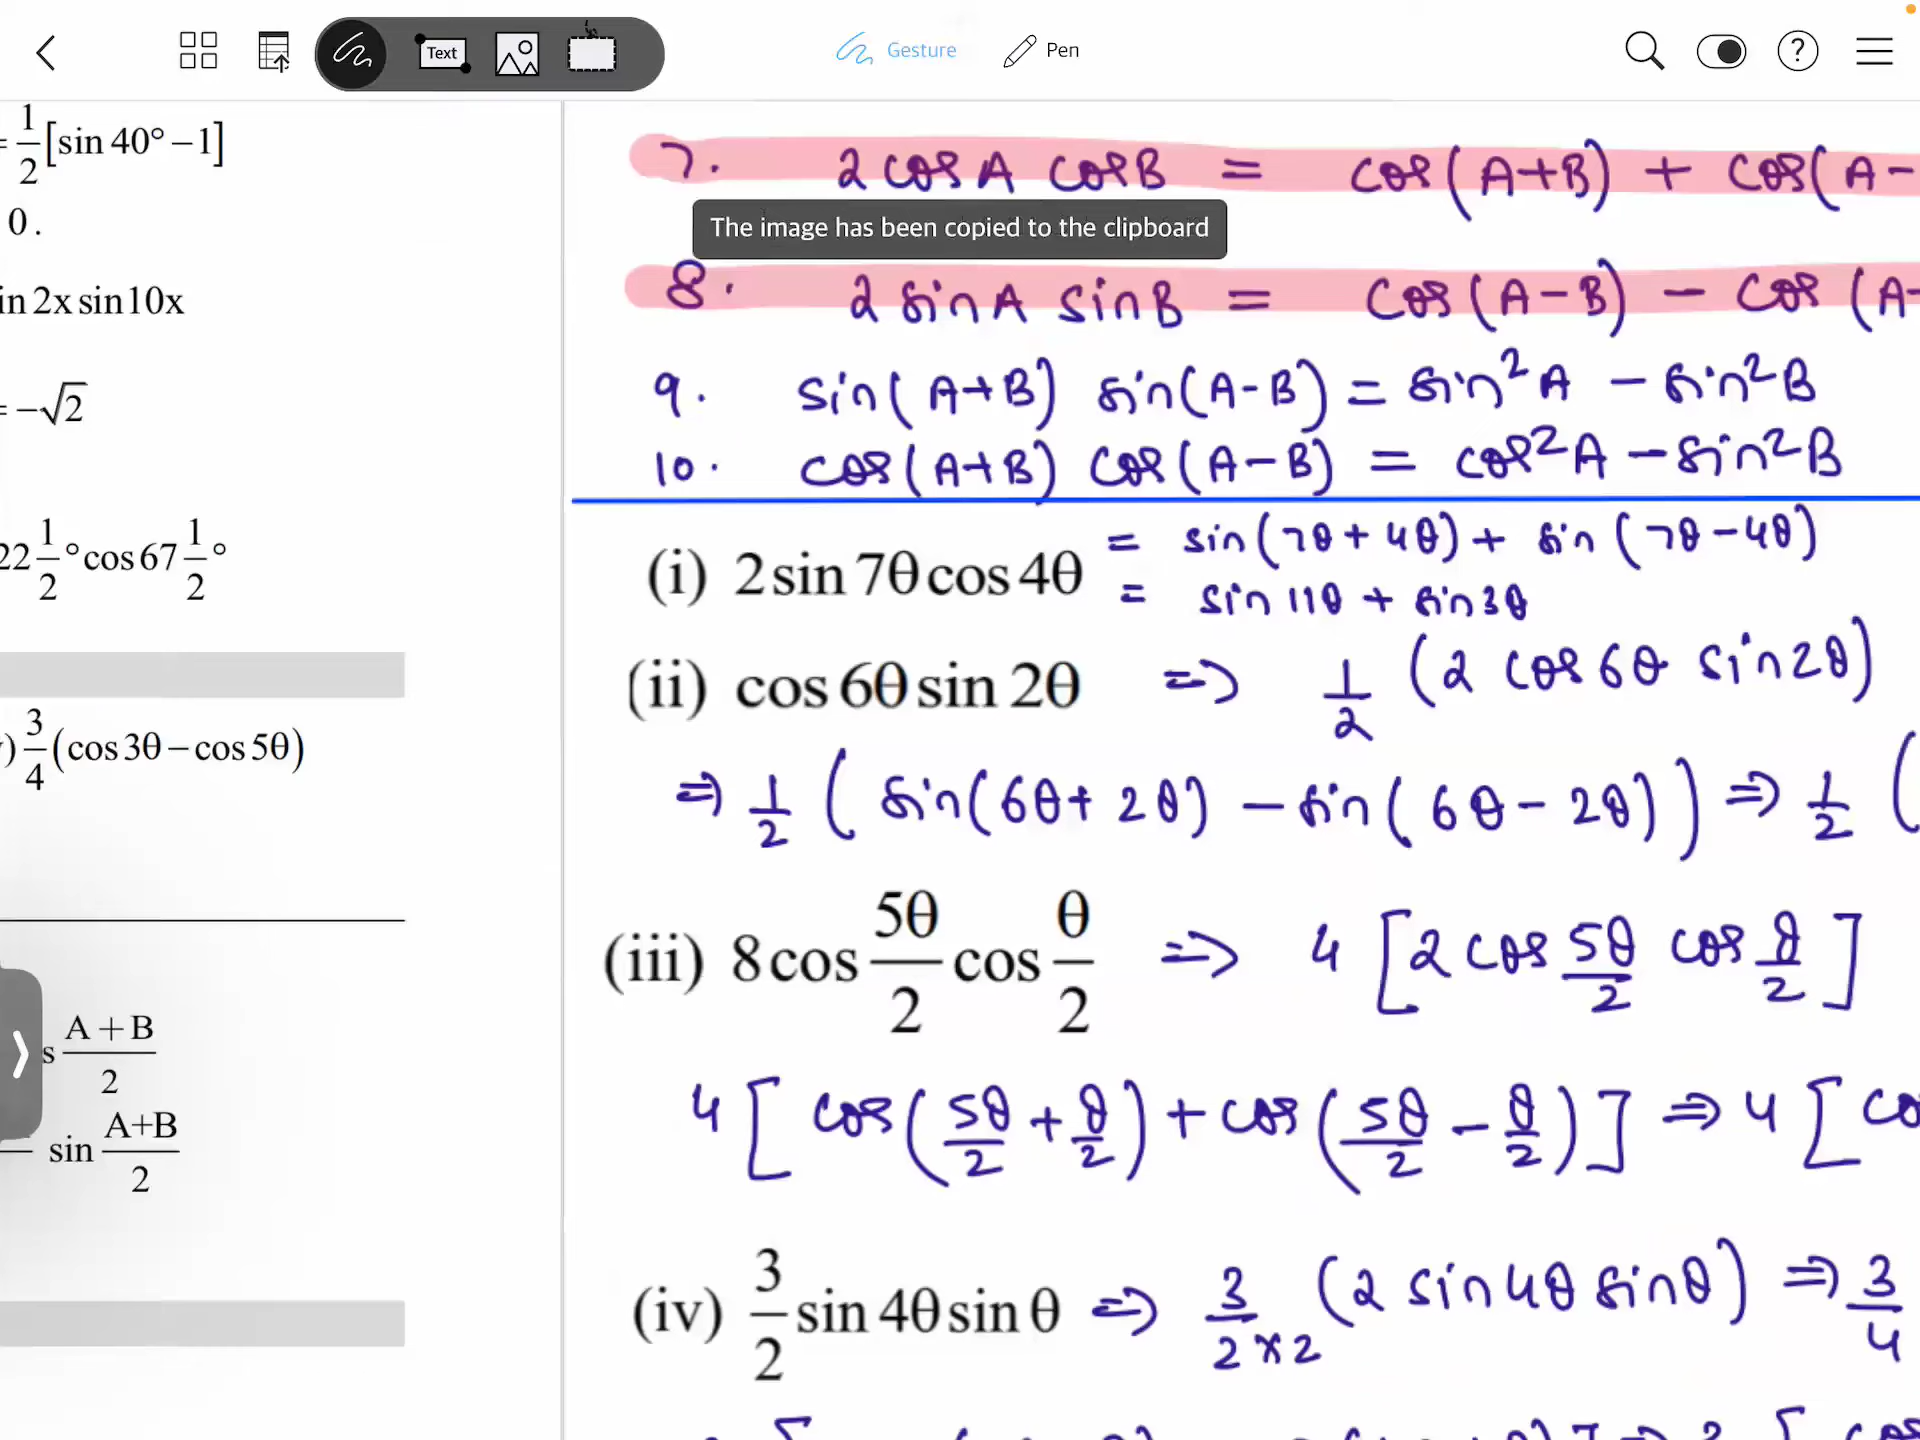 Text
Gesture
Pen
= 1/2 [sin 40° – 1]
0.
in 2x sin10x
= –√2
22 1/2 ° cos 67 1/2 °
) 3/4 (cos 3θ – cos 5θ)
s (A + B)/2
sin (A+B)/2
7. 2 cos A cos B = cos(A+B) + cos(A-
The image has been copied to the clipboard
8. 2 sin A sin B = cos(A-B) - cos(A
9. sin(A+B) sin(A-B) = sin²A - sin²B
10. cos(A+B) cos(A-B) = cos²A - sin²B
(i) 2 sin 7θ cos 4θ = sin(7θ + 4θ) + sin(7θ - 4θ)
= sin 11θ + sin 3θ
(ii) cos 6θ sin 2θ => 1/2 (2 cos 6θ sin 2θ)
=> 1/2 ( sin(6θ + 2θ) - sin(6θ - 2θ)) => 1/2 (
(iii) 8 cos 5θ/2 cos θ/2 => 4 [2 cos 5θ/2 cos θ/2]
4 [ cos(5θ/2 + θ/2) + cos(5θ/2 - θ/2) ] => 4 [ co
(iv) 3/2 sin 4θ sin θ => 3/2×2 (2 sin 4θ sin θ) => 3/4